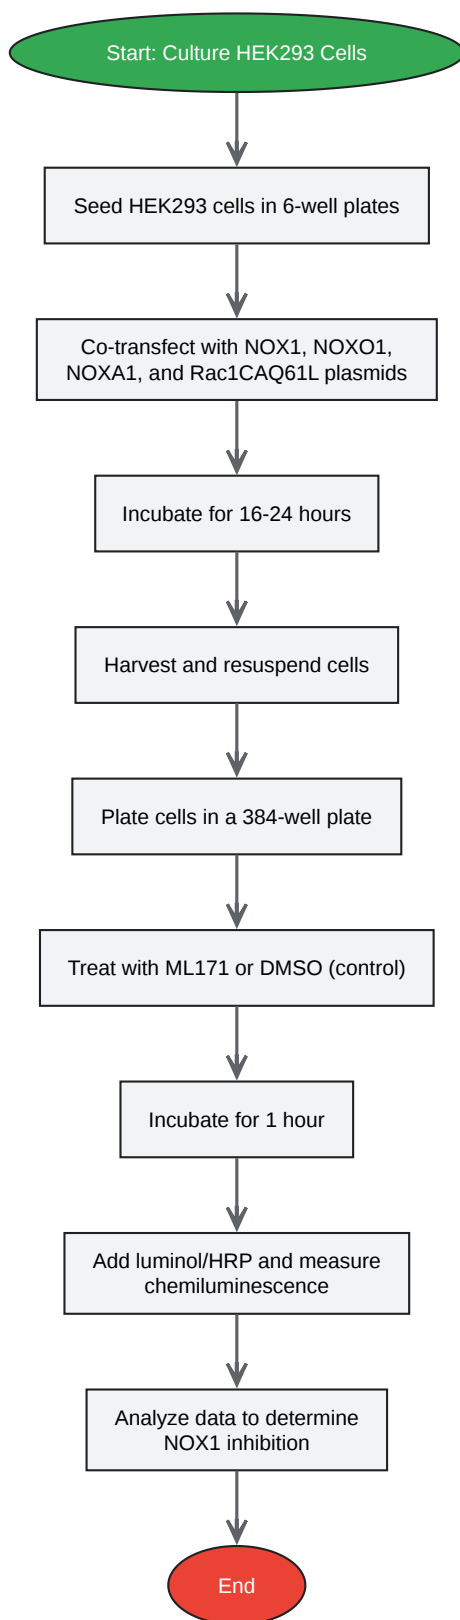 Start: Culture HEK293 Cells
Seed HEK293 cells in 6-well plates
Co-transfect with NOX1, NOXO1,
NOXA1, and Rac1CAQ61L plasmids
Incubate for 16-24 hours
Harvest and resuspend cells
Plate cells in a 384-well plate
Treat with ML171 or DMSO (control)
Incubate for 1 hour
Add luminol/HRP and measure
chemiluminescence
Analyze data to determine
NOX1 inhibition
End